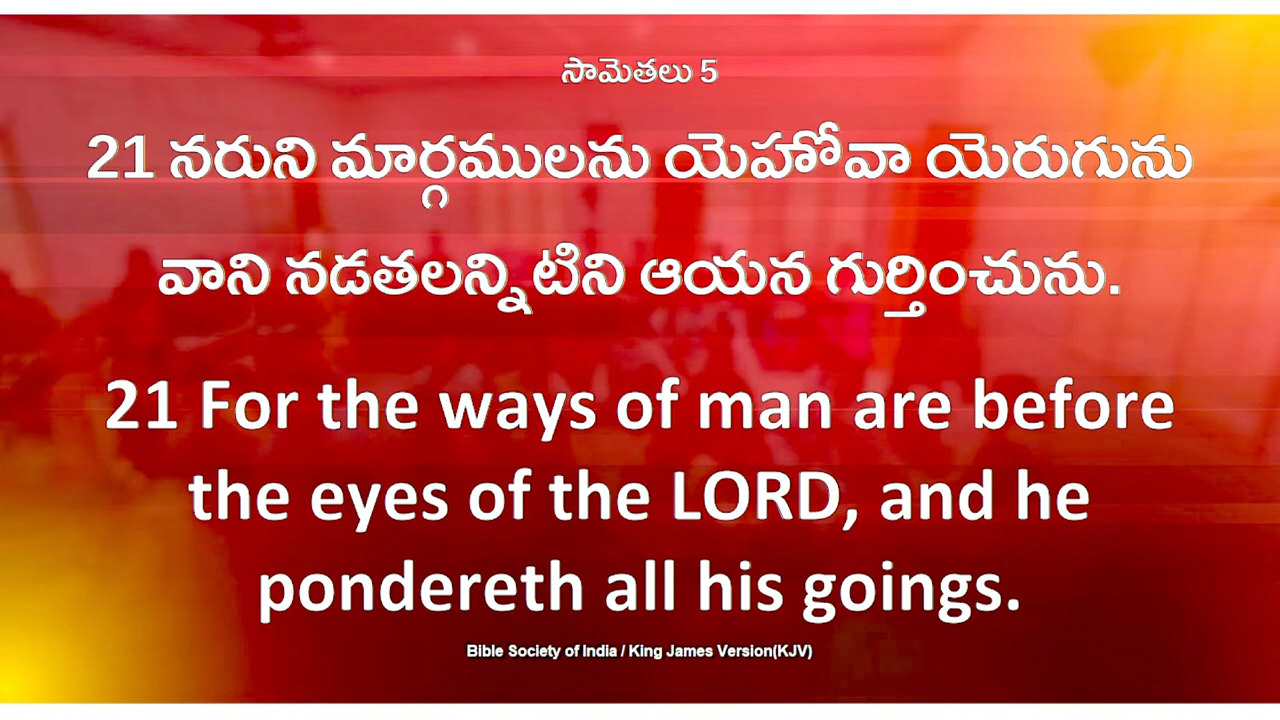 సామెతలు 5
21 నరుని మార్గములను యెహోవా యెరుగును
వాని నడతలన్నిటిని ఆయన గుర్తించును.
21 For the ways of man are before
the eyes of the LORD, and he
pondereth all his goings.
Bible Society of India / King James Version(KJV)